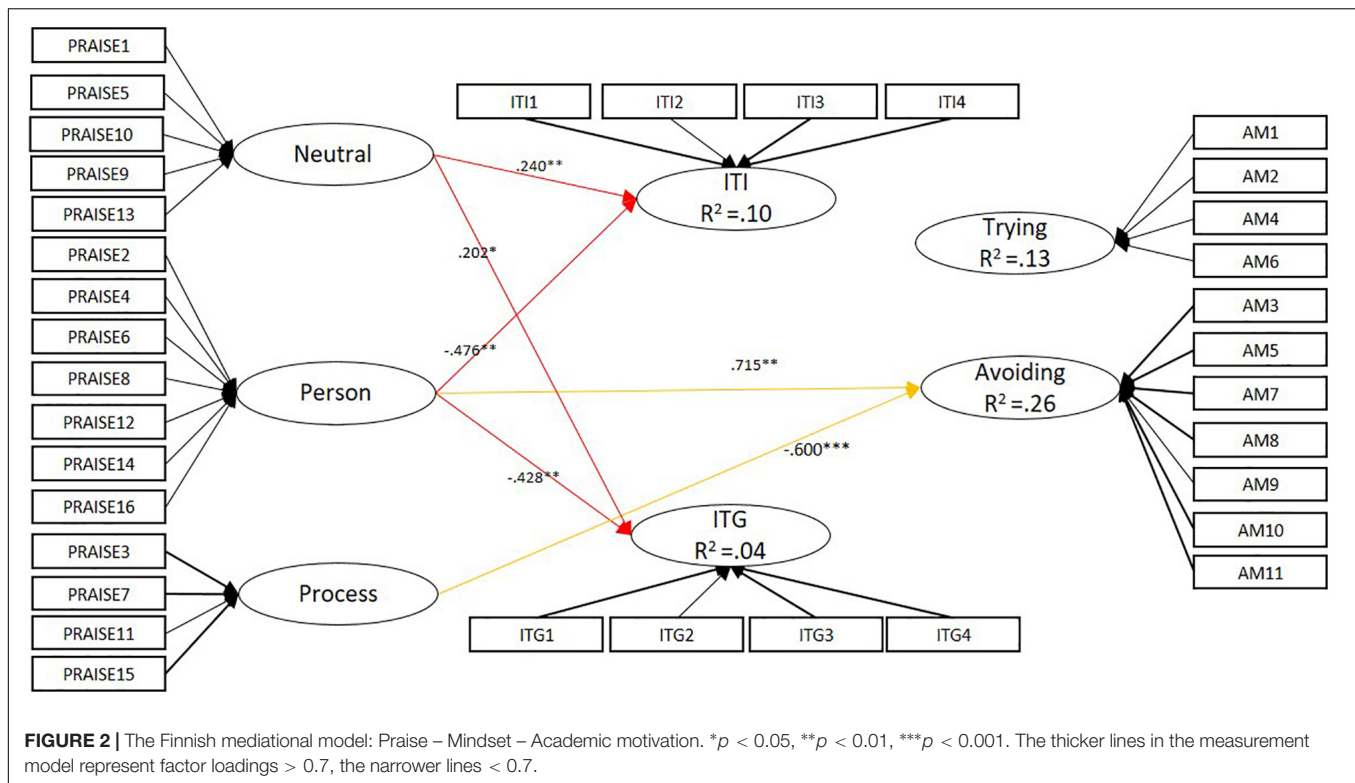 PRAISE1
PRAISE5
PRAISE10
PRAISE9
PRAISE13
PRAISE2
PRAISE4
PRAISE6
PRAISE8
PRAISE12
PRAISE14
PRAISE16
PRAISE3
PRAISE7
PRAISE11
PRAISE15
Neutral
Person
Process
.240**
.202*
-.476**
-.428**
.715**
-.600***
ITI1 ITI2 ITI3 ITI4
ITI
R² =.10
ITG
R² =.04
ITG1 ITG2 ITG3 ITG4
Trying
R² =.13
Avoiding
R² =.26
AM1
AM2
AM4
AM6
AM3
AM5
AM7
AM8
AM9
AM10
AM11
FIGURE 2 | The Finnish mediational model: Praise – Mindset – Academic motivation. *p < 0.05, **p < 0.01, ***p < 0.001. The thicker lines in the measurement
model represent factor loadings > 0.7, the narrower lines < 0.7.